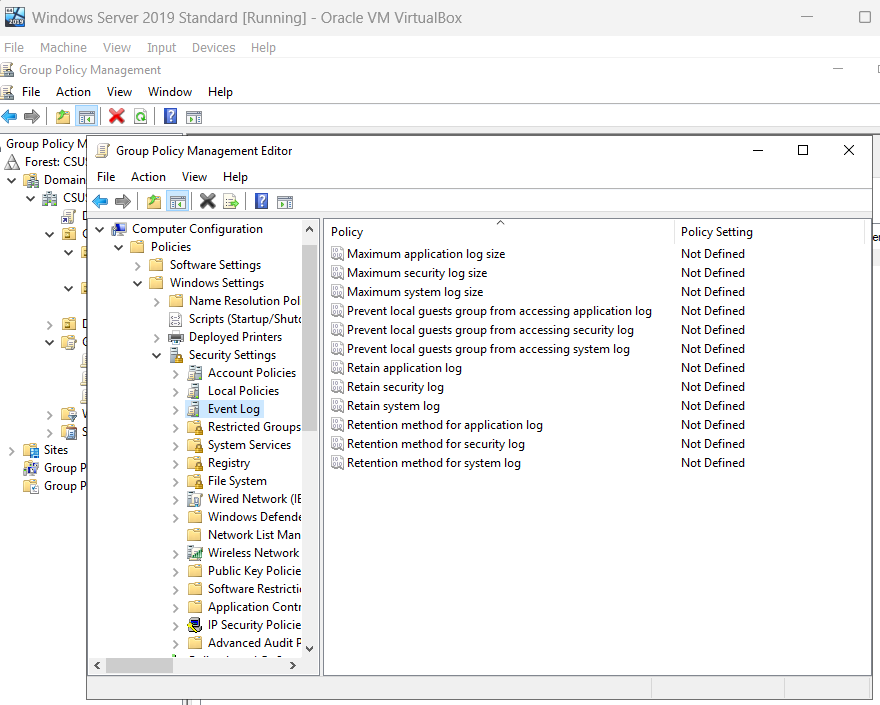 Windows Server 2019 Standard [Running] - Oracle VM VirtualBox
File Machine View Input Devices Help
Group Policy Management
File Action View Window Help
Group Policy M
Forest: CSUS
Domain
CSUS
Sites
Group P
Group P
Group Policy Management Editor
File Action View Help
Computer Configuration
Policies
Software Settings
Windows Settings
Name Resolution Pol
Scripts (Startup/Shutd
Deployed Printers
Security Settings
Account Policies
Local Policies
Event Log
Restricted Groups
System Services
Registry
File System
Wired Network (IE
Windows Defende
Network List Man
Wireless Network
Public Key Policie
Software Restricti
Application Contr
IP Security Policie
Advanced Audit P
Policy Policy Setting
Maximum application log size Not Defined
Maximum security log size Not Defined
Maximum system log size Not Defined
Prevent local guests group from accessing application log Not Defined
Prevent local guests group from accessing security log Not Defined
Prevent local guests group from accessing system log Not Defined
Retain application log Not Defined
Retain security log Not Defined
Retain system log Not Defined
Retention method for application log Not Defined
Retention method for security log Not Defined
Retention method for system log Not Defined